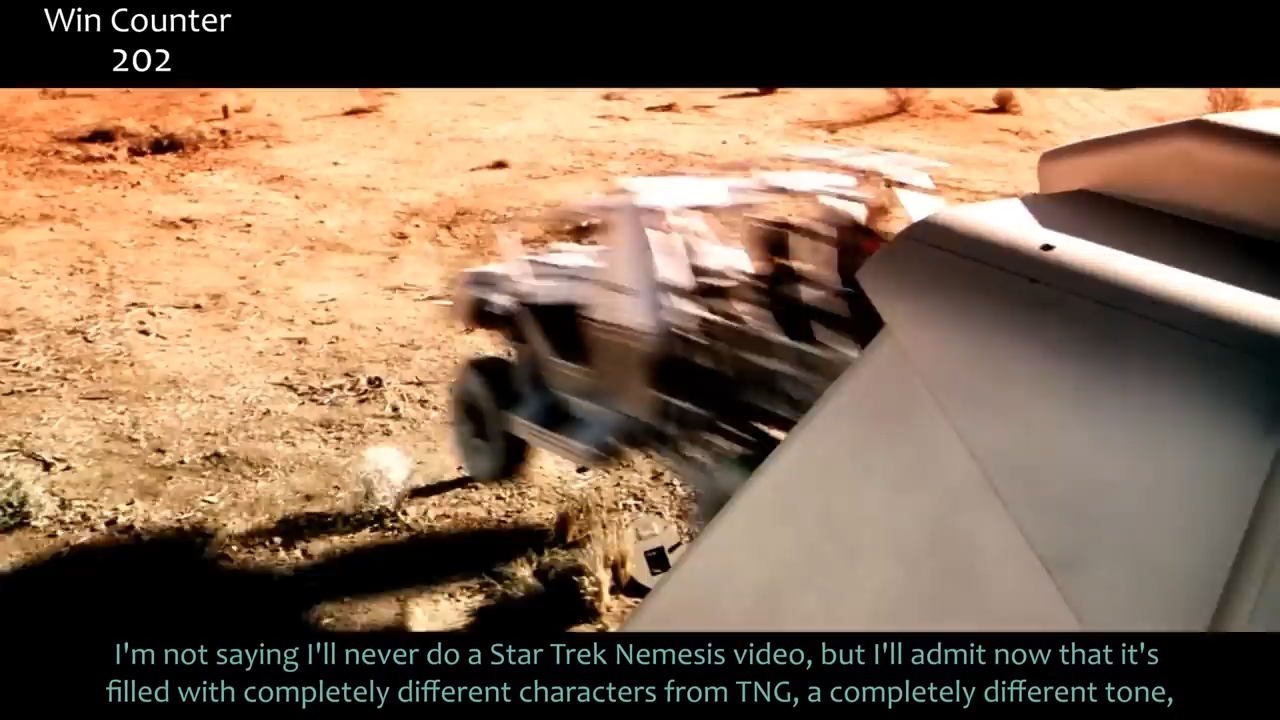 Win Counter
202
I'm not saying I'll never do a Star Trek Nemesis video, but I'll admit now that it's
filled with completely different characters from TNG, a completely different tone,